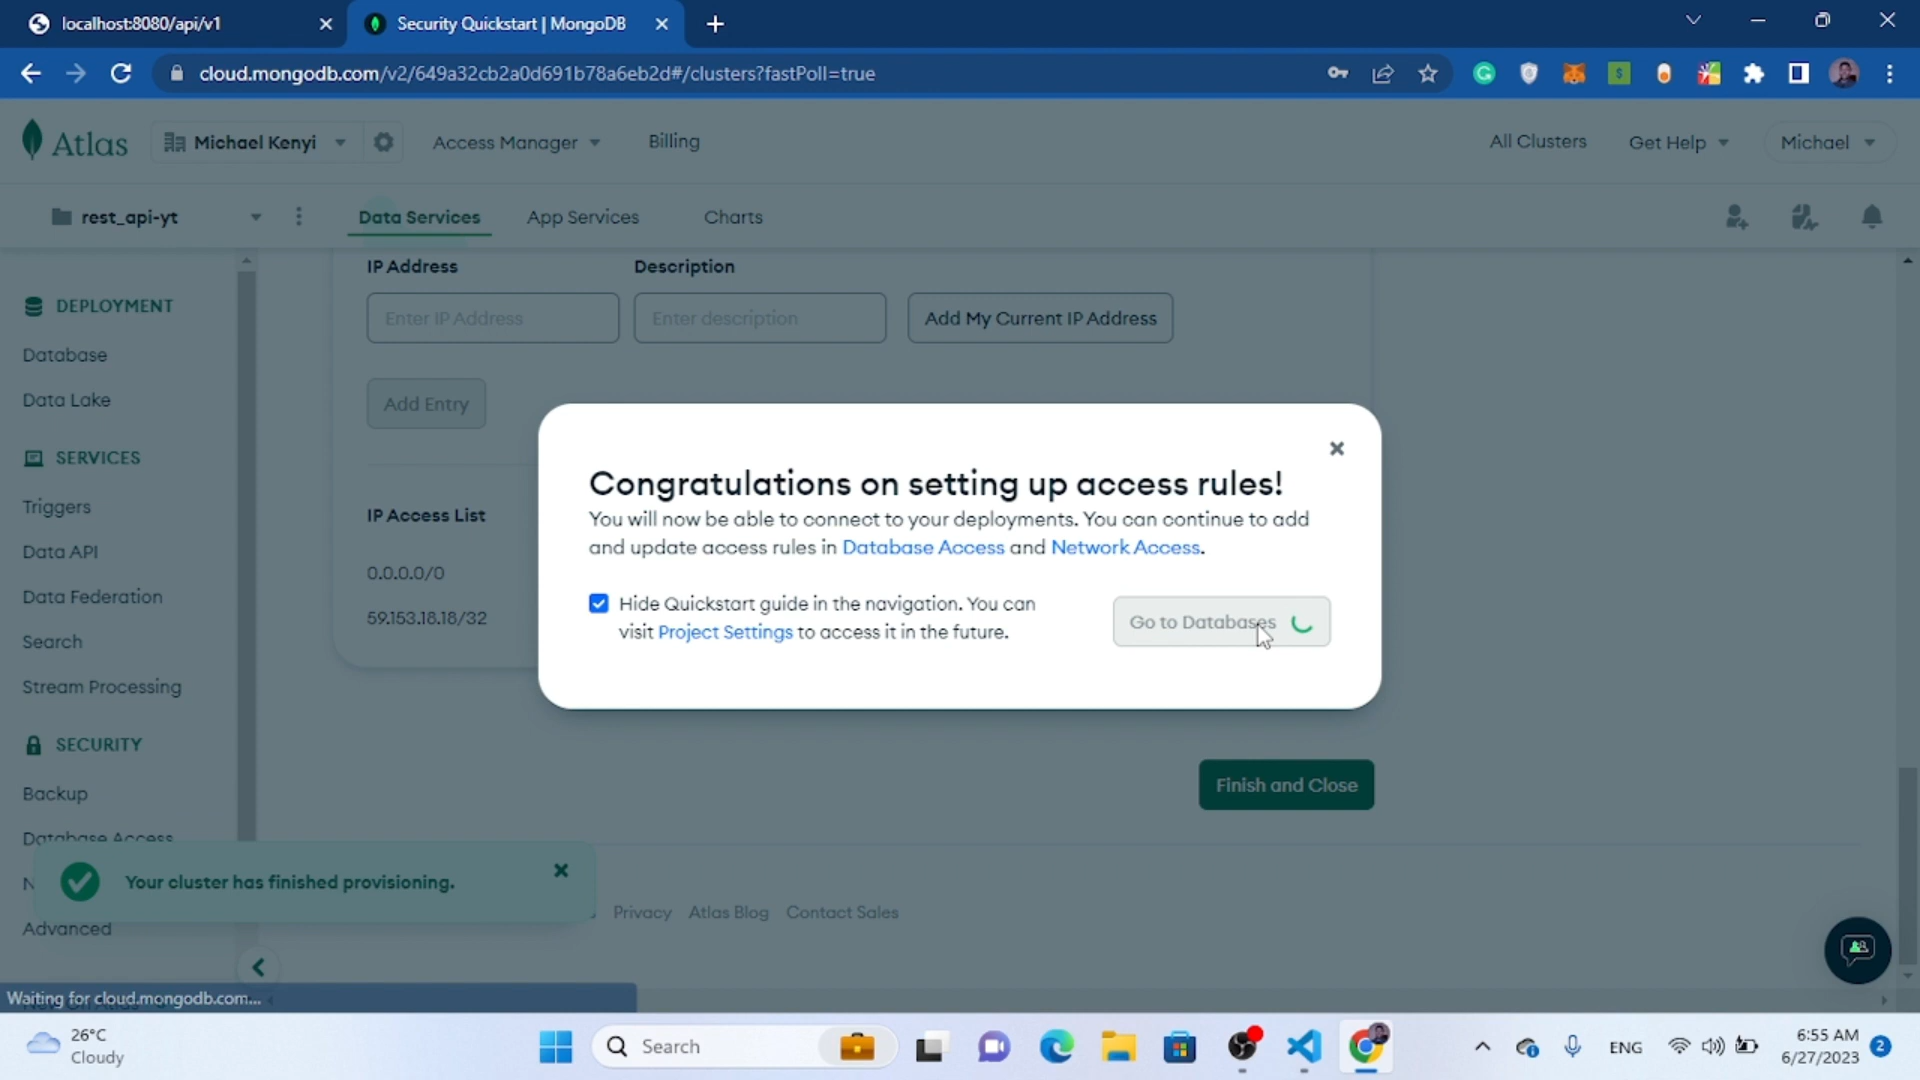 localhost:8080/api/v1
Security Quickstart | MongoDB
cloud.mongodb.com/v2/649a32cb2a0d691b78a6eb2d#/clusters?fastPoll=true
Atlas
Michael Kenyi
Access Manager
Billing
All Clusters
Get Help
Michael
rest_api-yt
Data Services
App Services
Charts
DEPLOYMENT
Database
Data Lake
SERVICES
Triggers
Data API
Data Federation
Search
Stream Processing
SECURITY
Backup
Database Access
N
Advanced
IP Address
Description
Enter IP Address
Enter description
Add My Current IP Address
Add Entry
IP Access List
0.0.0.0/0
59.153.18.18/32
Congratulations on setting up access rules!
You will now be able to connect to your deployments. You can continue to add
and update access rules in Database Access and Network Access.
Hide Quickstart guide in the navigation. You can
visit Project Settings to access it in the future.
Go to Databases
Finish and Close
Your cluster has finished provisioning.
Privacy
Atlas Blog
Contact Sales
Waiting for cloud.mongodb.com...
26°C
Cloudy
Search
ENG
6:55 AM
6/27/2023
2